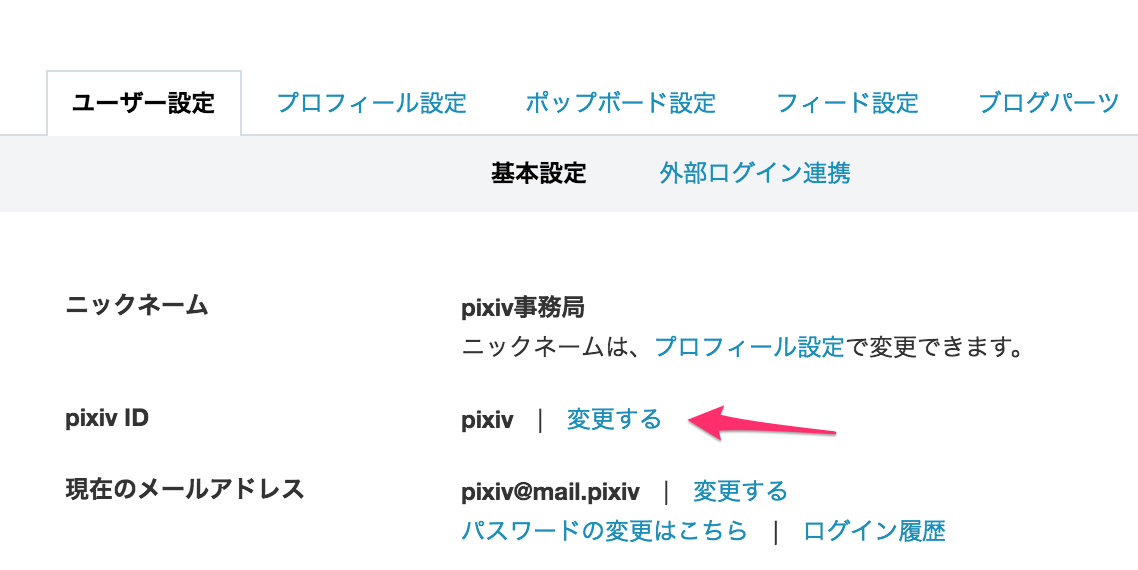 ユーザー設定 プロフィール設定 ポップボード設定 フィード設定 ブログパーツ
基本設定 外部ログイン連携
ニックネーム pixiv事務局
ニックネームは、プロフィール設定で変更できます。
pixiv ID pixiv | 変更する
現在のメールアドレス pixiv@mail.pixiv | 変更する
パスワードの変更はこちら | ログイン履歴